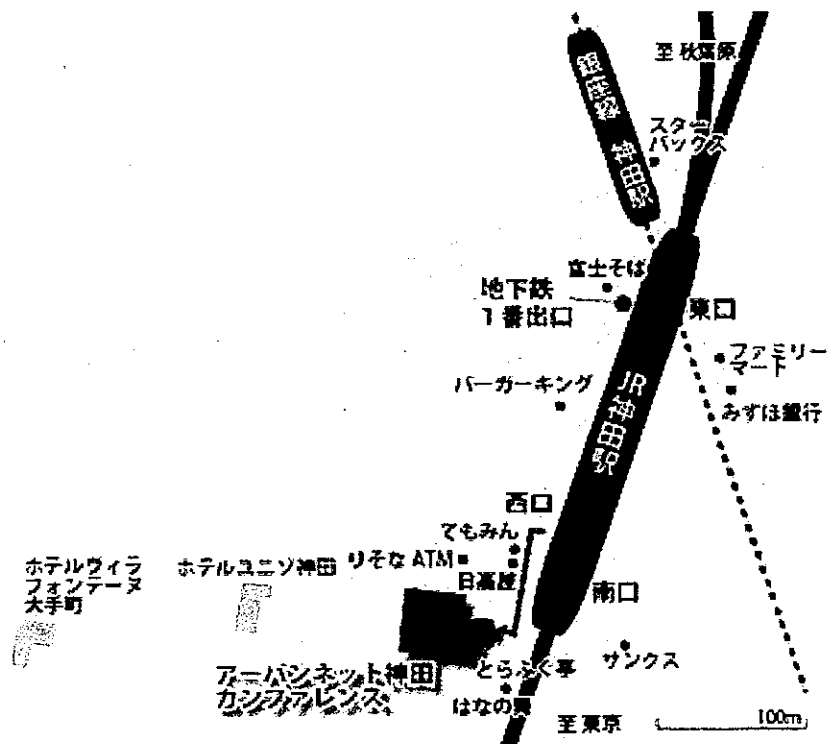 至 秋葉原
銀座線 神田駅
スター
バックス
富士そば
地下鉄
1番出口
東口
ファミリー
マート
みずほ銀行
バーガーキング
JR神田駅
西口
てもみん
りそな ATM
日高屋
ホテルヴィラ
フォンテーヌ
大手町
ホテルユニゾ神田
南口
サンクス
アーバンネット神田
カンファレンス
とらふぐ亭
はなの舞
至 東京
100m